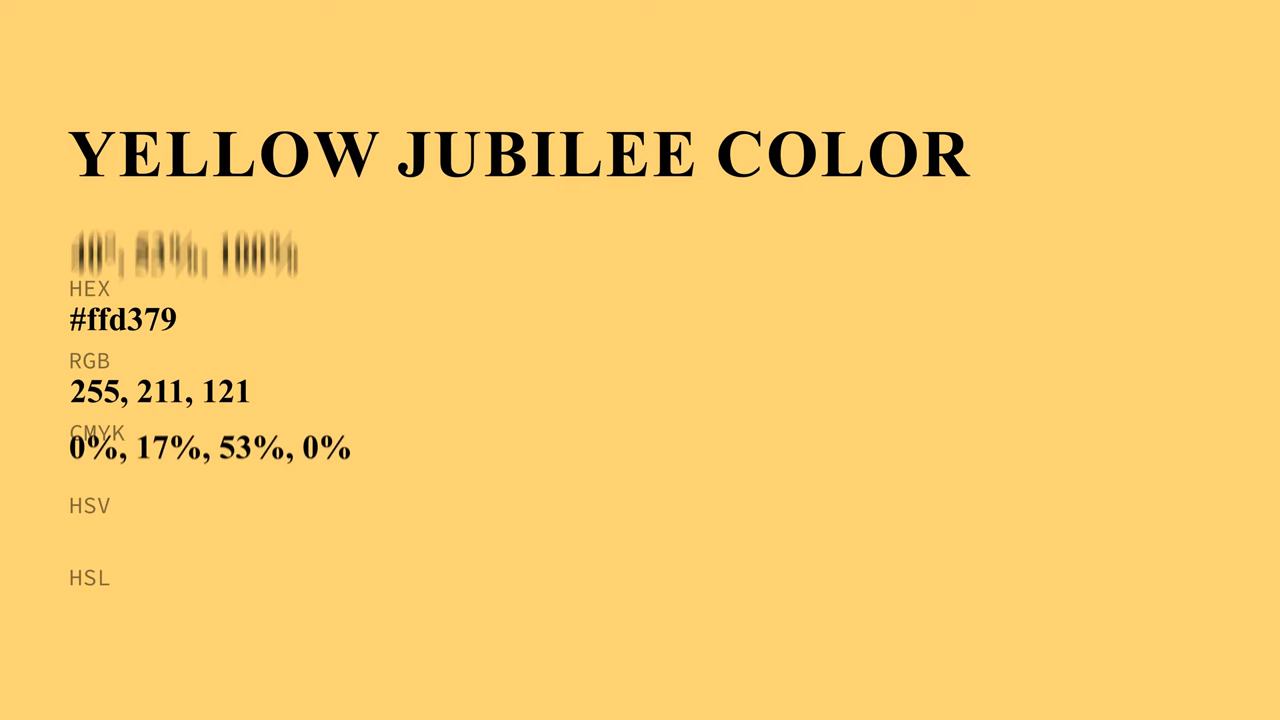 YELLOW JUBILEE COLOR
HEX
#ffd379
RGB
255, 211, 121
CMYK
0%, 17%, 53%, 0%
HSV
HSL